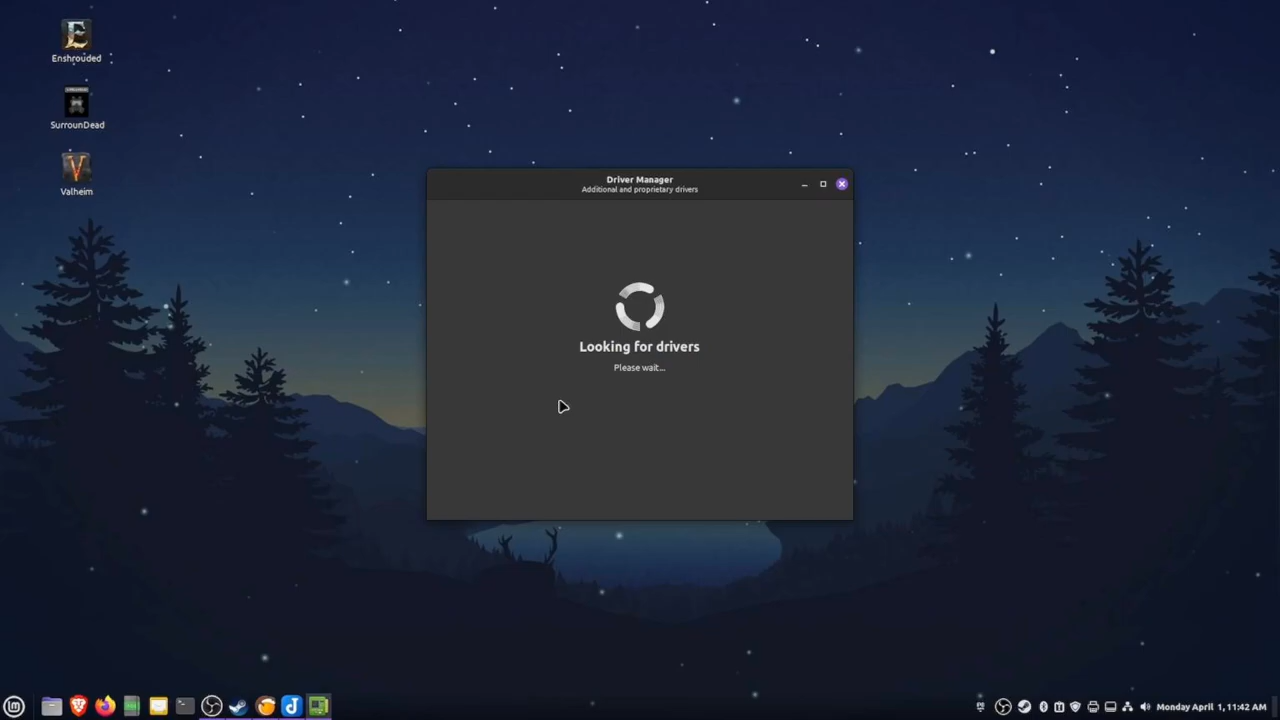 Enshrouded
SurrounDead
Valheim
Driver Manager
Additional and proprietary drivers
Looking for drivers
Please wait...
Monday April 1, 11:42 AM